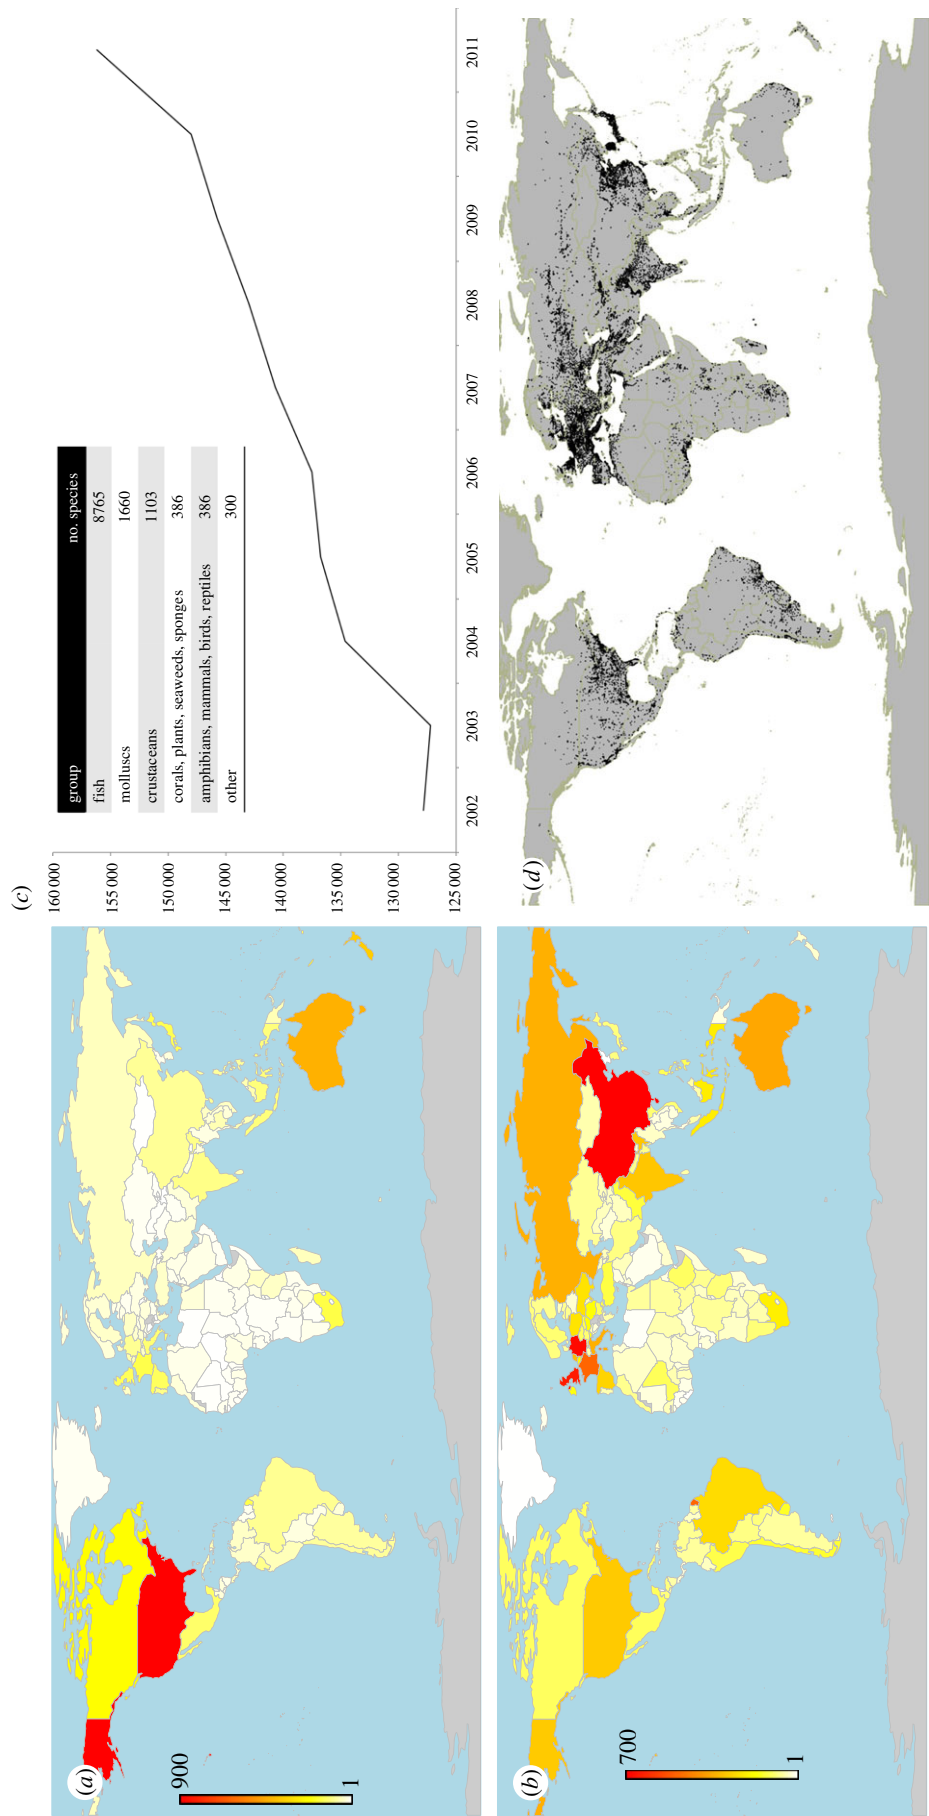 (a)
900
1
(b)
700
1
(c)
160 000
155 000
150 000
145 000
140 000
135 000
130 000
125 000
group no. species
fish 8765
molluscs 1660
crustaceans 1103
corals, plants, seaweeds, sponges 386
amphibians, mammals, birds, reptiles 386
other 300
2002 2003 2004 2005 2006 2007 2008 2009 2010 2011
(d)